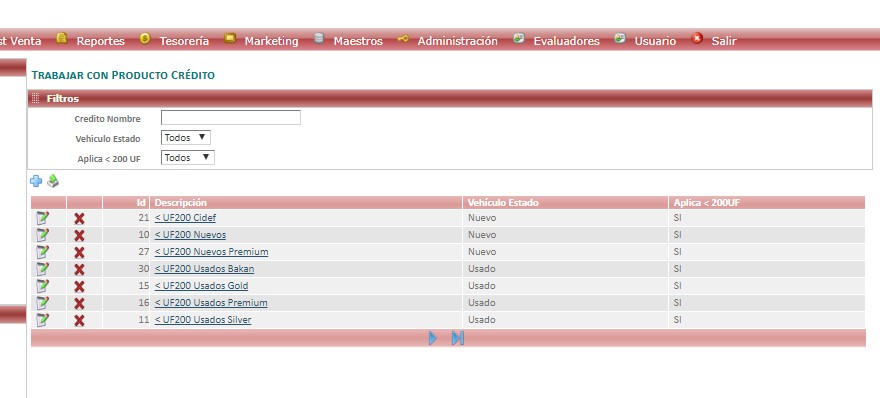 st Venta Reportes Tesorería Marketing Maestros Administración Evaluadores Usuario Salir
TRABAJAR CON PRODUCTO CRÉDITO
Filtros
Credito Nombre
Vehiculo Estado Todos
Aplica < 200 UF Todos
Id Descripción Vehículo Estado Aplica < 200UF
21 < UF200 Cidef Nuevo SI
10 < UF200 Nuevos Nuevo SI
27 < UF200 Nuevos Premium Nuevo SI
30 < UF200 Usados Bakan Usado SI
15 < UF200 Usados Gold Usado SI
16 < UF200 Usados Premium Usado SI
11 < UF200 Usados Silver Usado SI